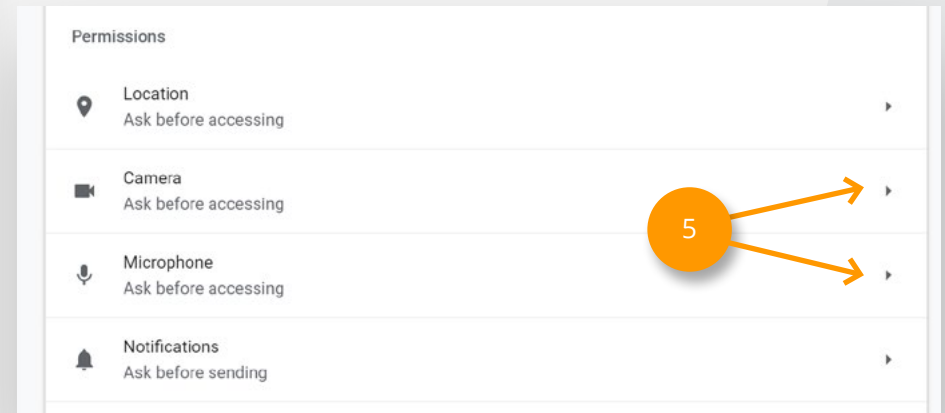 Permissions
Location
Ask before accessing
Camera
Ask before accessing
5
Microphone
Ask before accessing
Notifications
Ask before sending